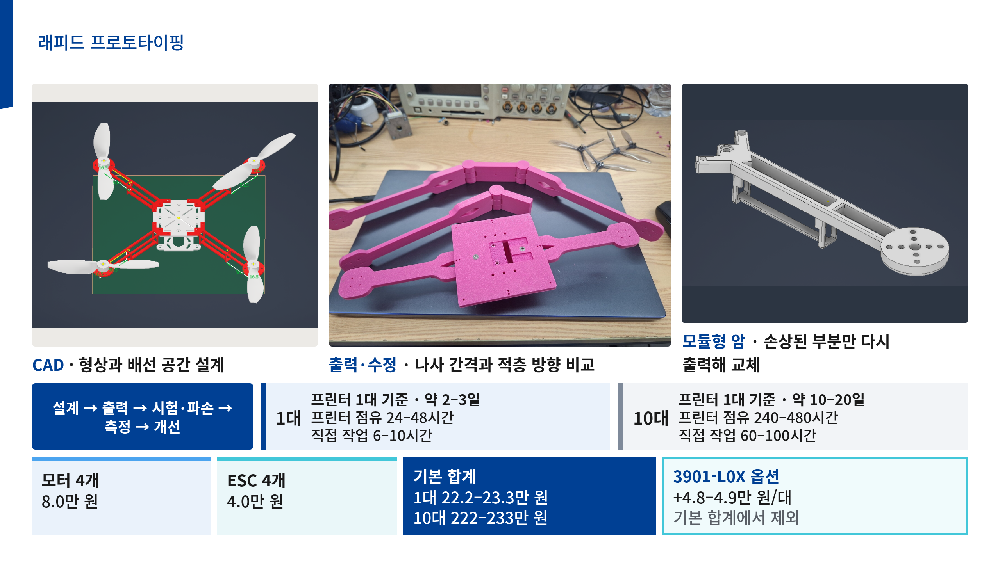 래피드 프로토타이핑
16.5
16.5
CAD · 형상과 배선 공간 설계
출력·수정 · 나사 간격과 적층 방향 비교
모듈형 암 · 손상된 부분만 다시
출력해 교체
설계 → 출력 → 시험·파손 →
측정 → 개선
1대
프린터 1대 기준 · 약 2–3일
프린터 점유 24–48시간
직접 작업 6–10시간
10대
프린터 1대 기준 · 약 10–20일
프린터 점유 240–480시간
직접 작업 60–100시간
모터 4개
8.0만 원
ESC 4개
4.0만 원
기본 합계
1대 22.2–23.3만 원
10대 222–233만 원
3901-L0X 옵션
+4.8–4.9만 원/대
기본 합계에서 제외